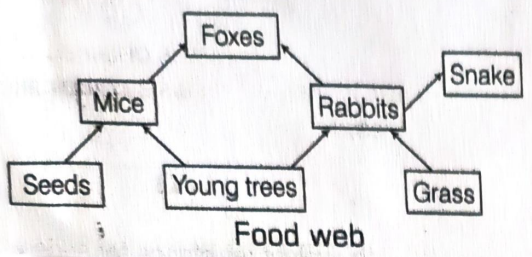 Foxes
Snake
Mice
Rabbits
Seeds
Young trees
Grass
Food web